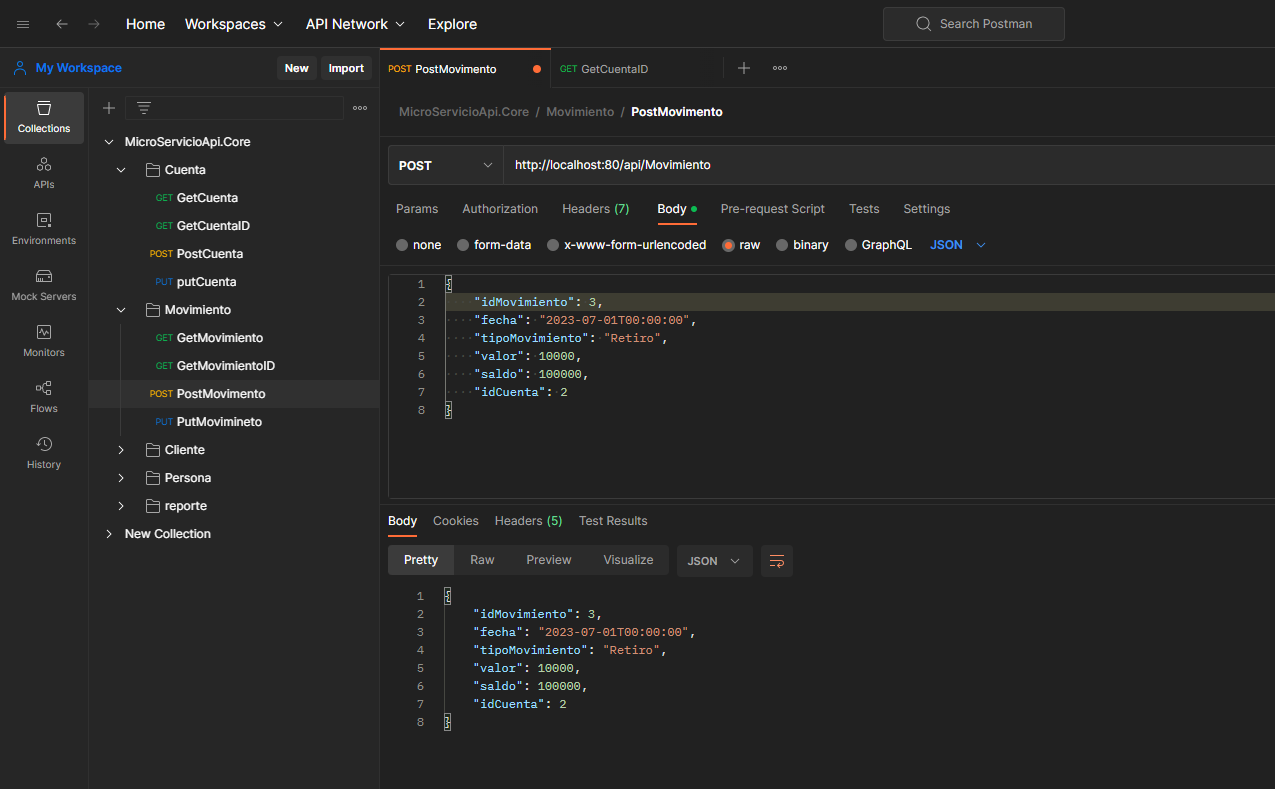 Home Workspaces API Network Explore Search Postman
My Workspace New Import
POST PostMovimento GET GetCuentaID
Collections
APIs
Environments
Mock Servers
Monitors
Flows
History
MicroServicioApi.Core
Cuenta
GET GetCuenta
GET GetCuentaID
POST PostCuenta
PUT putCuenta
Movimiento
GET GetMovimiento
GET GetMovimientoID
POST PostMovimento
PUT PutMovimineto
Cliente
Persona
reporte
New Collection
MicroServicioApi.Core / Movimiento / PostMovimento
POST http://localhost:80/api/Movimiento
Params Authorization Headers (7) Body Pre-request Script Tests Settings
none form-data x-www-form-urlencoded raw binary GraphQL JSON
1 {
2 "idMovimiento": 3,
3 "fecha": "2023-07-01T00:00:00",
4 "tipoMovimiento": "Retiro",
5 "valor": 10000,
6 "saldo": 100000,
7 "idCuenta": 2
8 }
Body Cookies Headers (5) Test Results
Pretty Raw Preview Visualize JSON
1 {
2 "idMovimiento": 3,
3 "fecha": "2023-07-01T00:00:00",
4 "tipoMovimiento": "Retiro",
5 "valor": 10000,
6 "saldo": 100000,
7 "idCuenta": 2
8 }